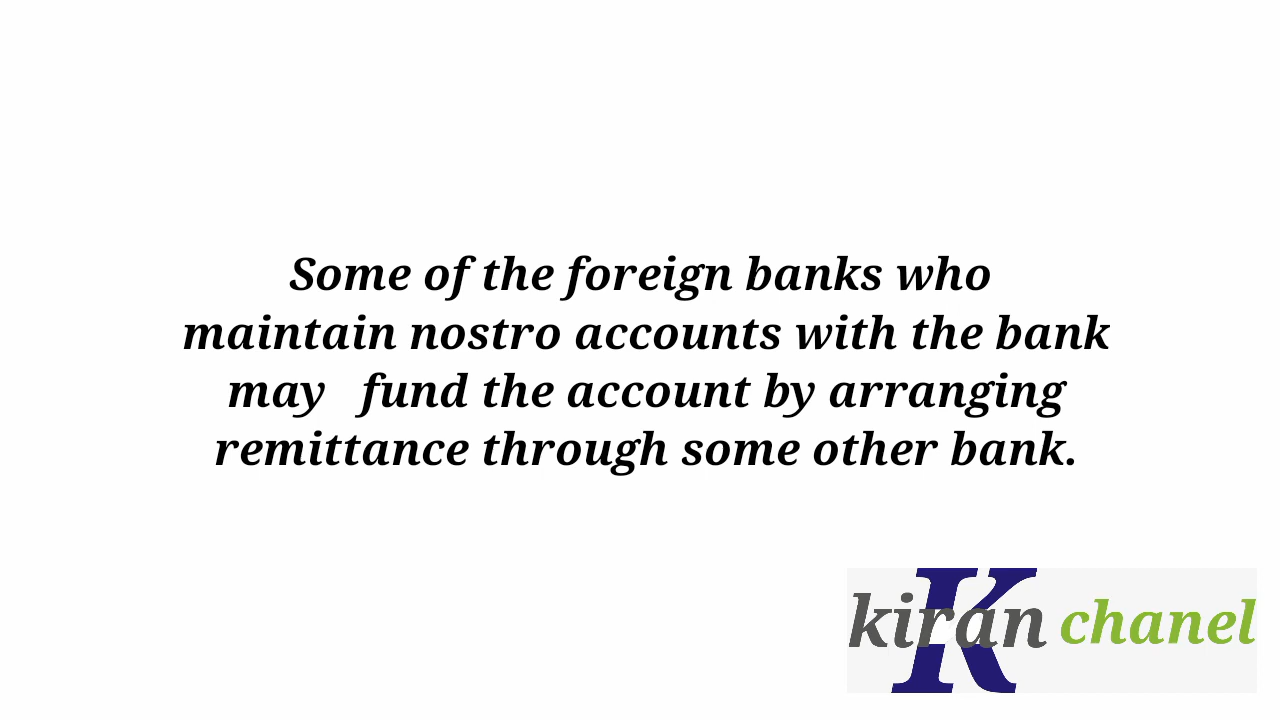 Some of the foreign banks who
maintain nostro accounts with the bank
may   fund the account by arranging
remittance through some other bank.
K
kiran chanel